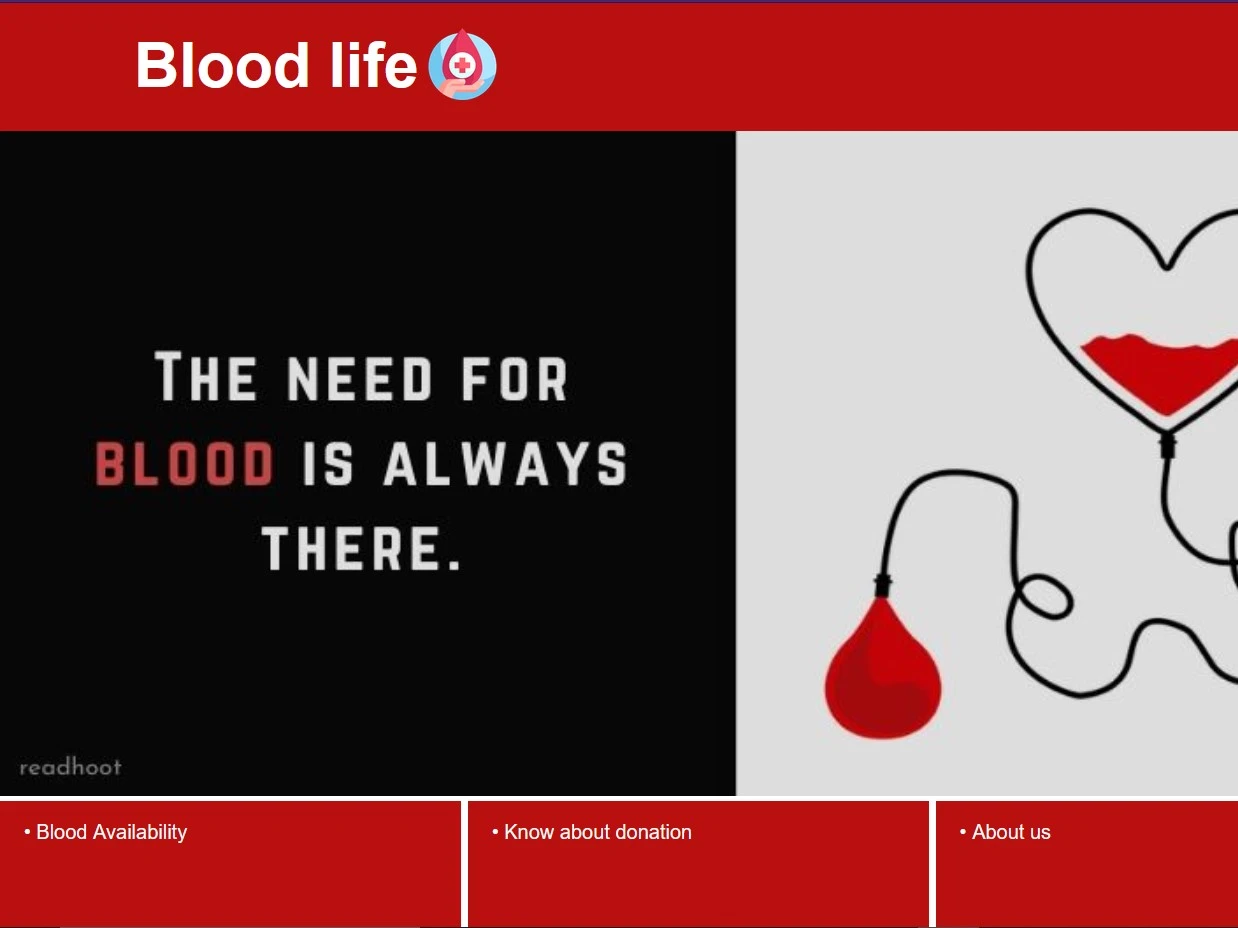 Blood life
THE NEED FOR
BLOOD IS ALWAYS
THERE.
readhoot
• Blood Availability
• Know about donation
• About us